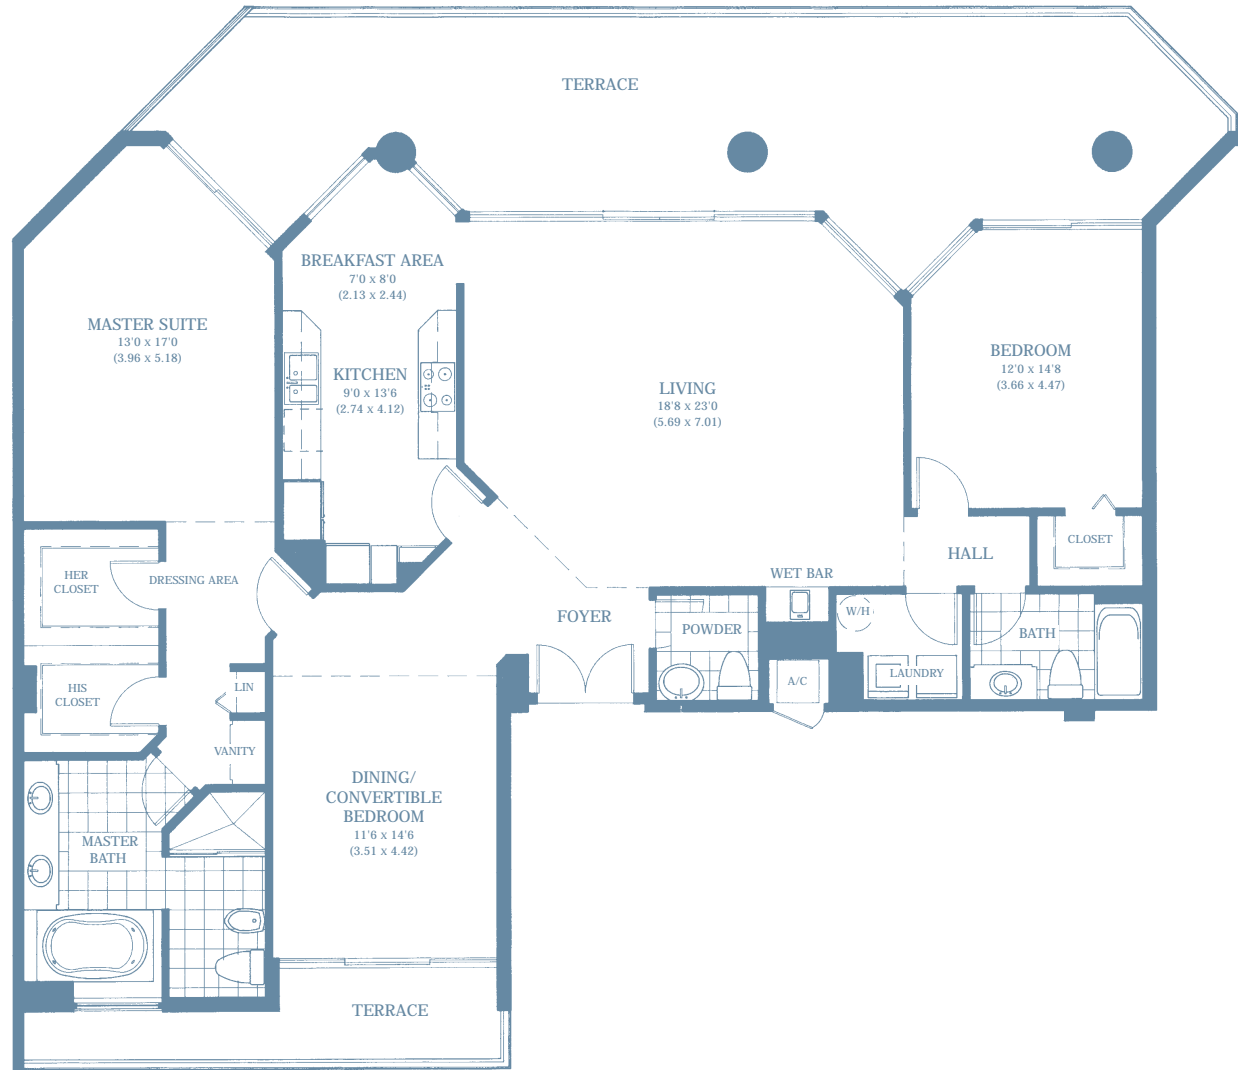 TERRACE
BREAKFAST AREA
7'0 x 8'0
(2.13 x 2.44)
MASTER SUITE
13'0 x 17'0
(3.96 x 5.18)
KITCHEN
9'0 x 13'6
(2.74 x 4.12)
LIVING
18'8 x 23'0
(5.69 x 7.01)
BEDROOM
12'0 x 14'8
(3.66 x 4.47)
CLOSET
HALL
HER
CLOSET
DRESSING AREA
WET BAR
W/H
FOYER
POWDER
BATH
HIS
CLOSET
LIN
A/C
LAUNDRY
VANITY
DINING/
CONVERTIBLE
BEDROOM
11'6 x 14'6
(3.51 x 4.42)
MASTER
BATH
TERRACE